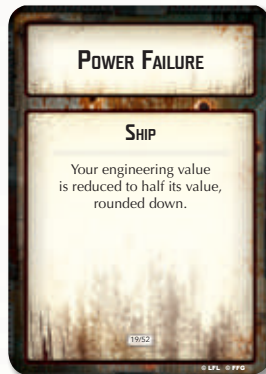 Power Failure
Ship
Your engineering value
is reduced to half its value,
rounded down.
19/52
© LFL © FFG